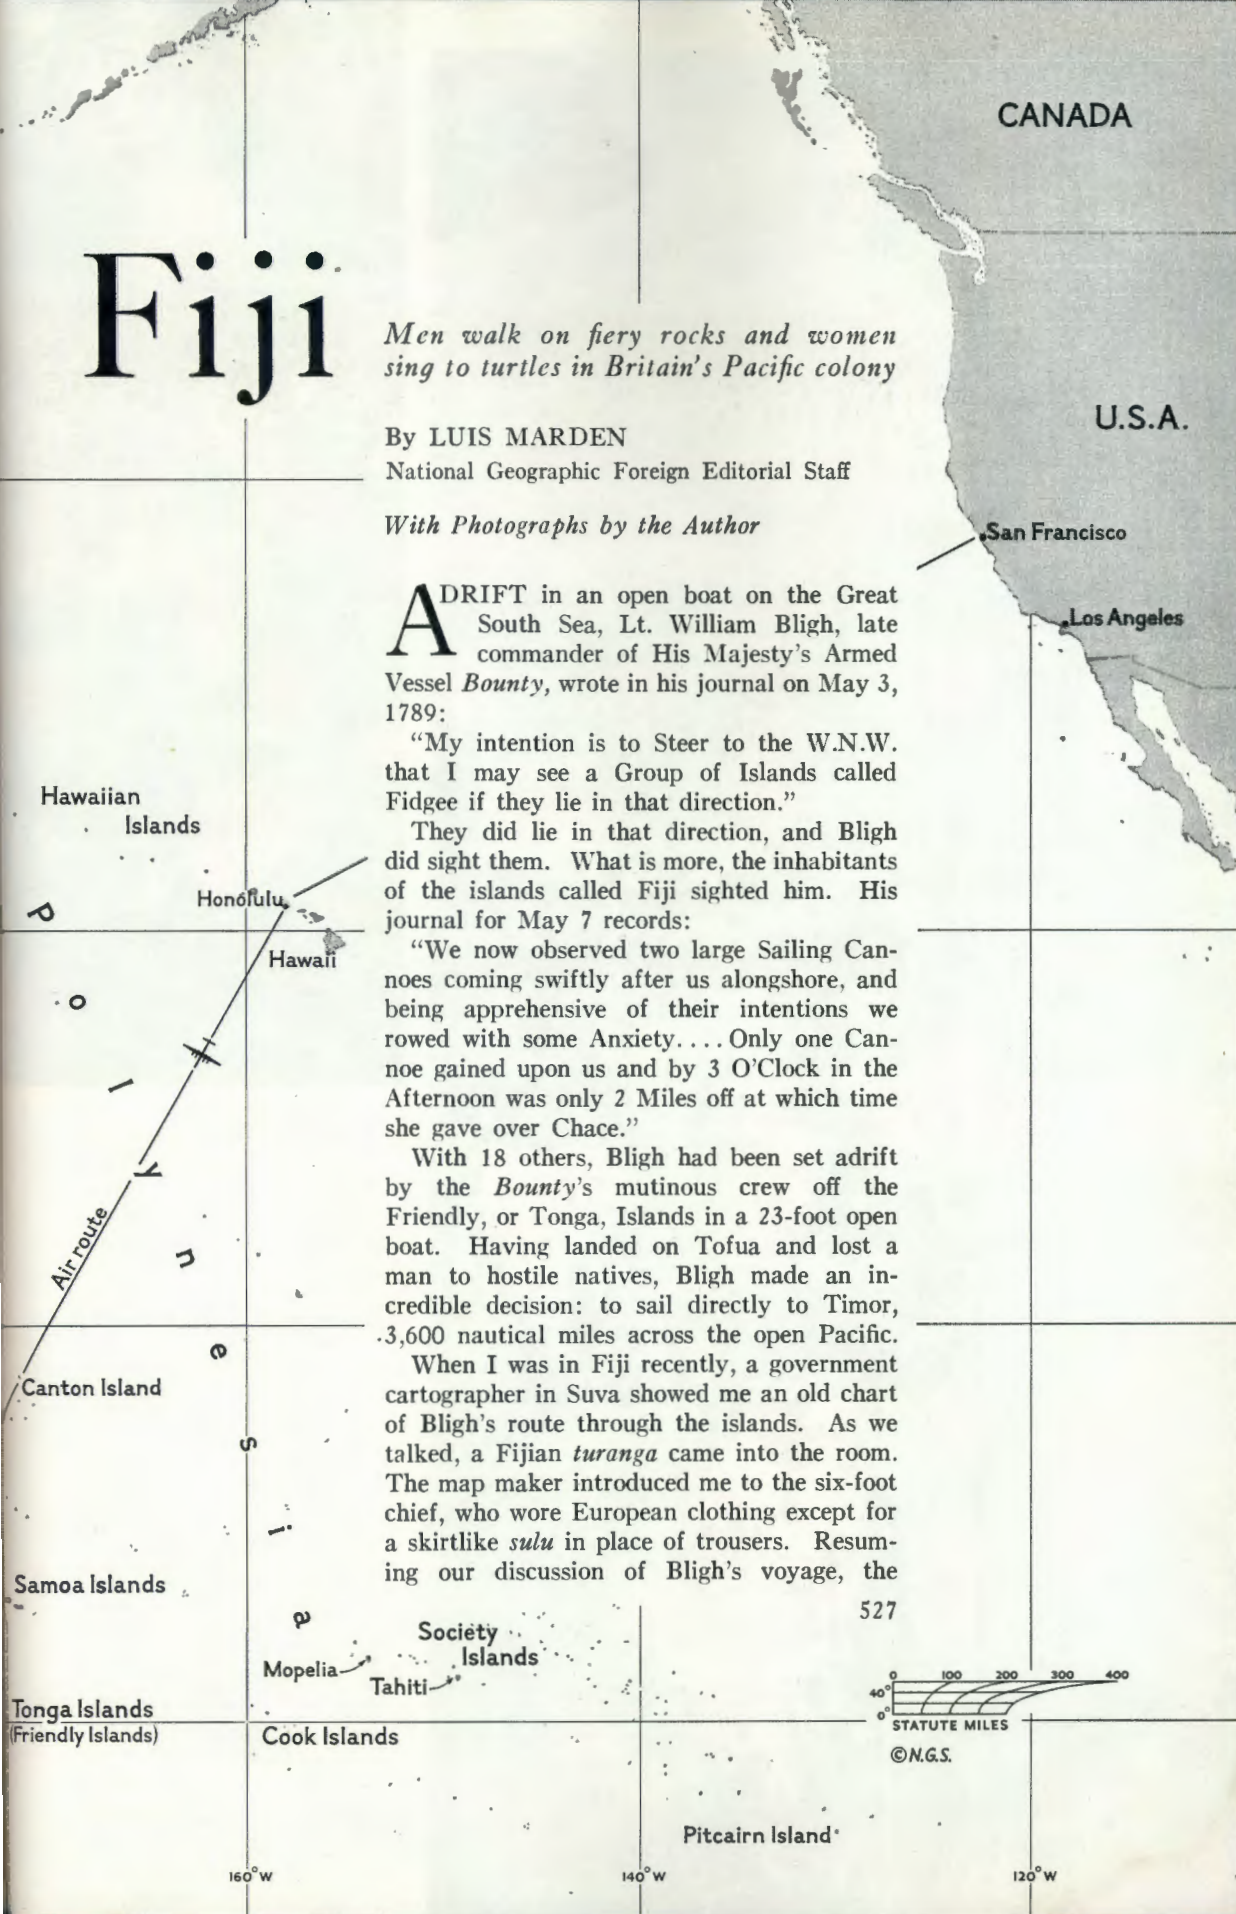 CANADA
Fiji
Men walk on fiery rocks and women
sing to turtles in Britain's Pacific colony
U.S.A.
By LUIS MARDEN
National Geographic Foreign Editorial Staff
With Photographs by the Author
San Francisco
Los Angeles
ADRIFT in an open boat on the Great
South Sea, Lt. William Bligh, late
commander of His Majesty's Armed
Vessel Bounty, wrote in his journal on May 3,
1789:
"My intention is to Steer to the W.N.W.
that I may see a Group of Islands called
Fidgee if they lie in that direction."
They did lie in that direction, and Bligh
did sight them. What is more, the inhabitants
of the islands called Fiji sighted him. His
journal for May 7 records:
"We now observed two large Sailing Can-
noes coming swiftly after us alongshore, and
being apprehensive of their intentions we
rowed with some Anxiety.... Only one Can-
noe gained upon us and by 3 O'Clock in the
Afternoon was only 2 Miles off at which time
she gave over Chace."
With 18 others, Bligh had been set adrift
by the Bounty's mutinous crew off the
Friendly, or Tonga, Islands in a 23-foot open
boat. Having landed on Tofua and lost a
man to hostile natives, Bligh made an in-
credible decision: to sail directly to Timor,
3,600 nautical miles across the open Pacific.
When I was in Fiji recently, a government
cartographer in Suva showed me an old chart
of Bligh's route through the islands. As we
talked, a Fijian turanga came into the room.
The map maker introduced me to the six-foot
chief, who wore European clothing except for
a skirtlike sulu in place of trousers. Resum-
ing our discussion of Bligh's voyage, the
527
Hawaiian
Islands
Honolulu
Hawaii
Polynesia
Air route
Canton Island
Samoa Islands
Society
Islands
Mopelia
Tahiti
Tonga Islands
(Friendly Islands)
Cook Islands
Pitcairn Island
0 100 200 300 400
40°
0°
STATUTE MILES
©N.G.S.
160°W
140°W
120°W